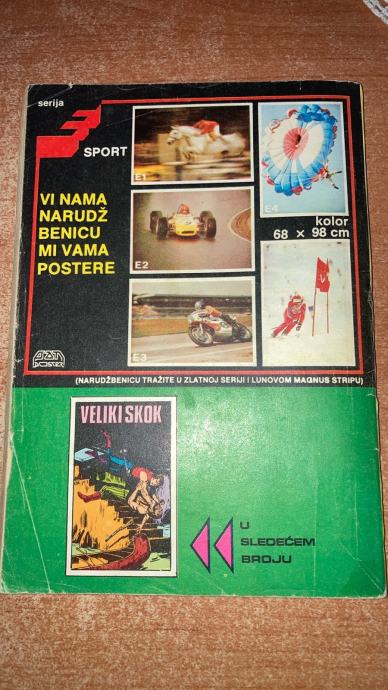 serija
SPORT
VI NAMA
NARUDŽ
BENICU
MI VAMA
POSTERE
E1
E2
E3
E4
kolor
68 × 98 cm
(NARUDŽBENICU TRAŽITE U ZLATNOJ SERIJI I LUNOVOM MAGNUS STRIPU)
VELIKI SKOK
U
SLEDEĆEM
BROJU